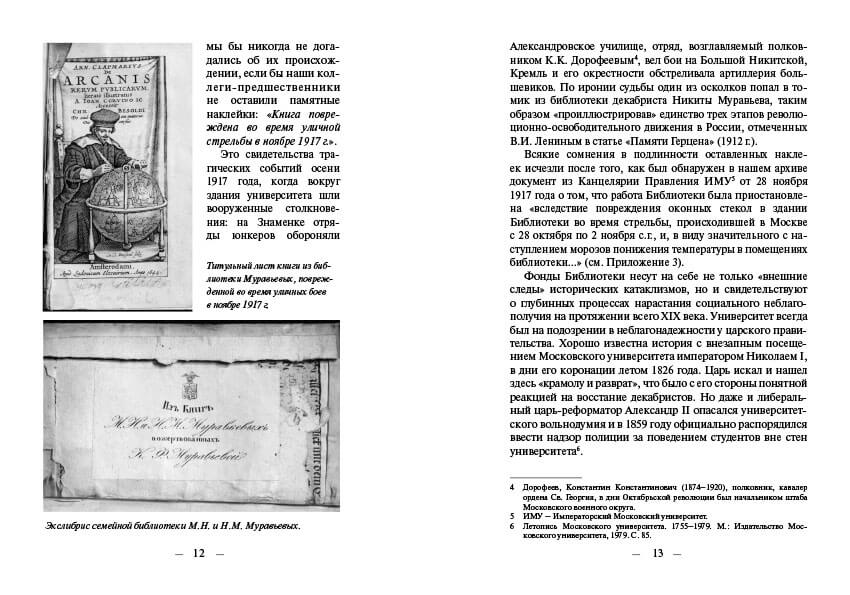 ARN. CLAPMARIUS
DE
ARCANIS
RERUM PUBLICARUM
A IOAN. CORVINO IC
CHR. BESOLDI
Amsterodami.
мы бы никогда не дога-
дались об их происхож-
дении, если бы наши кол-
леги-предшественники
не оставили памятные
наклейки: «Книга повре-
ждена во время уличной
стрельбы в ноябре 1917 г.».
Это свидетельства тра-
гических событий осени
1917 года, когда вокруг
здания университета шли
вооруженные столкнове-
ния: на Знаменке отря-
ды юнкеров обороняли
Титульный лист книги из биб-
лиотеки Муравьевых, повреж-
денной во время уличных боев
в ноябре 1917 г.
Изъ Книгъ
М.Н и Н.М. Муравьевыхъ
пожертвованныхъ
К. Ѳ. Муравьевой
Экслибрис семейной библиотеки М.Н. и Н.М. Муравьевых.
— 12 —
Александровское училище, отряд, возглавляемый полков-
ником К.К. Дорофеевым4, вел бои на Большой Никитской,
Кремль и его окрестности обстреливала артиллерия боль-
шевиков. По иронии судьбы один из осколков попал в то-
мик из библиотеки декабриста Никиты Муравьева, таким
образом «проиллюстрировав» единство трех этапов револю-
ционно-освободительного движения в России, отмеченных
В.И. Лениным в статье «Памяти Герцена» (1912 г.).
Всякие сомнения в подлинности оставленных накле-
ек исчезли после того, как был обнаружен в нашем архиве
документ из Канцелярии Правления ИМУ5 от 28 ноября
1917 года о том, что работа Библиотеки была приостановле-
на «вследствие повреждения оконных стекол в здании
Библиотеки во время стрельбы, происходившей в Москве
с 28 октября по 2 ноября с.г., и, в виду значительного с на-
ступлением морозов понижения температуры в помещениях
библиотеки...» (см. Приложение 3).
Фонды Библиотеки несут на себе не только «внешние
следы» исторических катаклизмов, но и свидетельствуют
о глубинных процессах нарастания социального неблаго-
получия на протяжении всего XIX века. Университет всегда
был на подозрении в неблагонадежности у царского прави-
тельства. Хорошо известна история с внезапным посеще-
нием Московского университета императором Николаем I,
в дни его коронации летом 1826 года. Царь искал и нашел
здесь «крамолу и разврат», что было с его стороны понятной
реакцией на восстание декабристов. Но даже и либераль-
ный царь-реформатор Александр II опасался университет-
ского вольнодумия и в 1859 году официально распорядился
ввести надзор полиции за поведением студентов вне стен
университета6.
4 Дорофеев, Константин Константинович (1874–1920), полковник, кавалер
ордена Св. Георгия, в дни Октябрьской революции был начальником штаба
Московского военного округа.
5 ИМУ — Императорский Московский университет.
6 Летопись Московского университета. 1755–1979. М.: Издательство Мос-
ковского университета, 1979. С. 85.
— 13 —